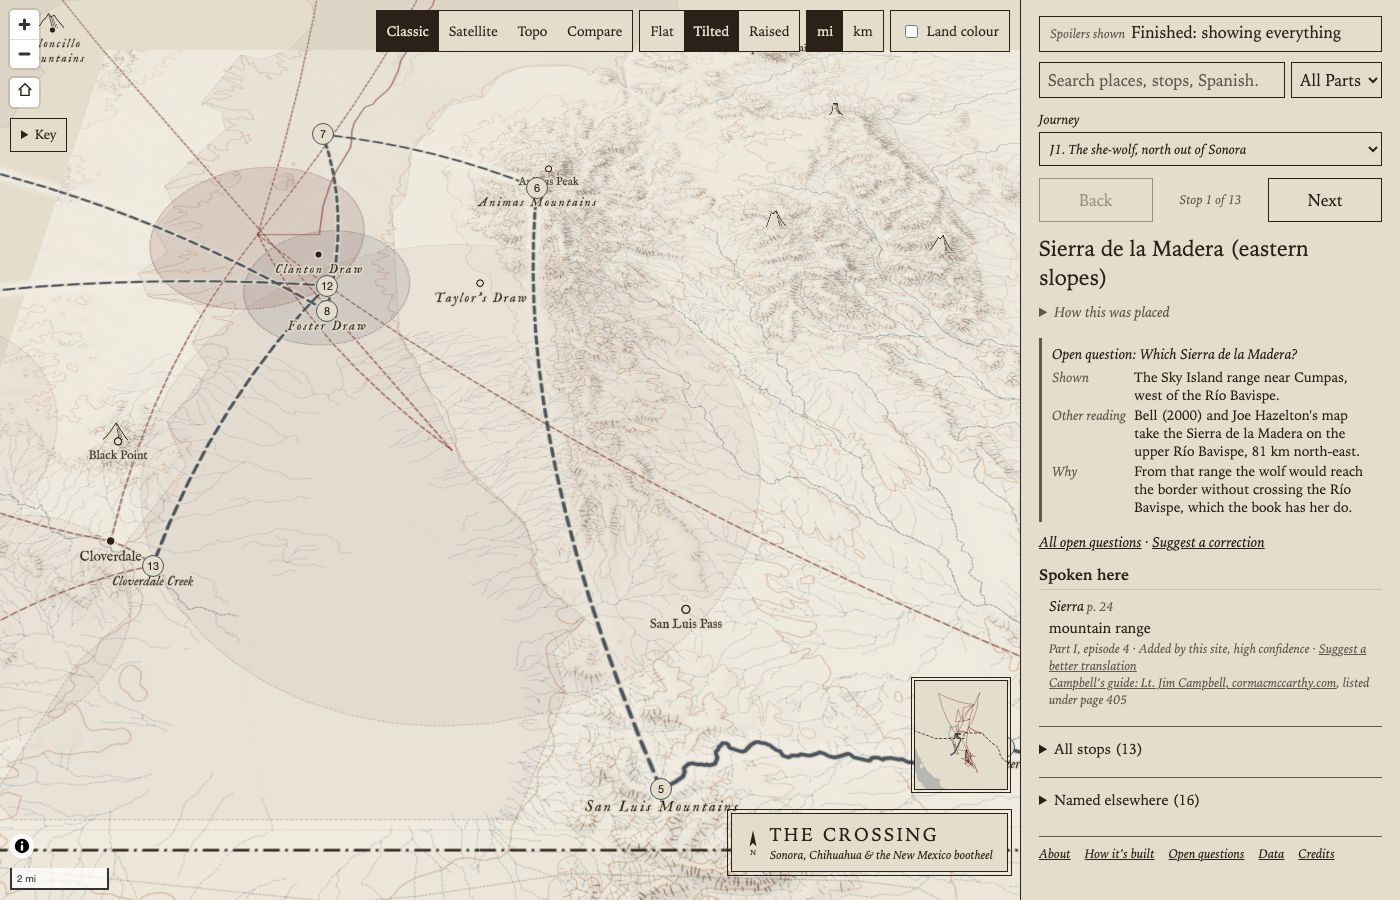 loncillo
untains
+
−
Key
Classic
Satellite
Topo
Compare
Flat
Tilted
Raised
mi
km
Land colour
7
6
Animas Mountains
Peak
Clanton Draw
12
8
Foster Draw
Taylor's Draw
Black Point
Cloverdale
13
Cloverdale Creek
San Luis Pass
5
San Luis Mountains
N
THE CROSSING
Sonora, Chihuahua & the New Mexico bootheel
2 mi
Spoilers shown Finished: showing everything
Search places, stops, Spanish.
All Parts
Journey
J1. The she-wolf, north out of Sonora
Back
Stop 1 of 13
Next
Sierra de la Madera (eastern
slopes)
How this was placed
Open question: Which Sierra de la Madera?
Shown The Sky Island range near Cumpas,
west of the Río Bavispe.
Other reading Bell (2000) and Joe Hazelton's map
take the Sierra de la Madera on the
upper Río Bavispe, 81 km north-east.
Why From that range the wolf would reach
the border without crossing the Río
Bavispe, which the book has her do.
All open questions · Suggest a correction
Spoken here
Sierra p. 24
mountain range
Part I, episode 4 · Added by this site, high confidence · Suggest a
better translation
Campbell's guide: Lt. Jim Campbell, cormacmccarthy.com, listed
under page 405
All stops (13)
Named elsewhere (16)
About How it's built Open questions Data Credits